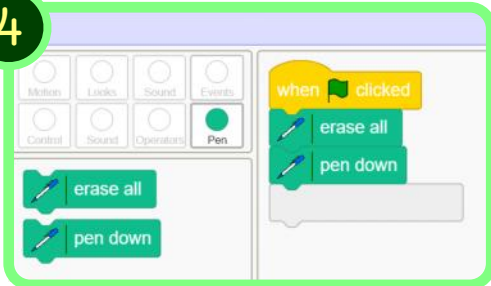 4
Motion Looks Sound Events
Control Sound Operators Pen
erase all
pen down
when clicked
erase all
pen down